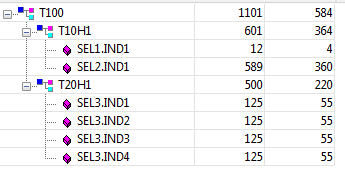 T100 1101 584
T10H1 601 364
SEL1.IND1 12 4
SEL2.IND1 589 360
T20H1 500 220
SEL3.IND1 125 55
SEL3.IND2 125 55
SEL3.IND3 125 55
SEL3.IND4 125 55